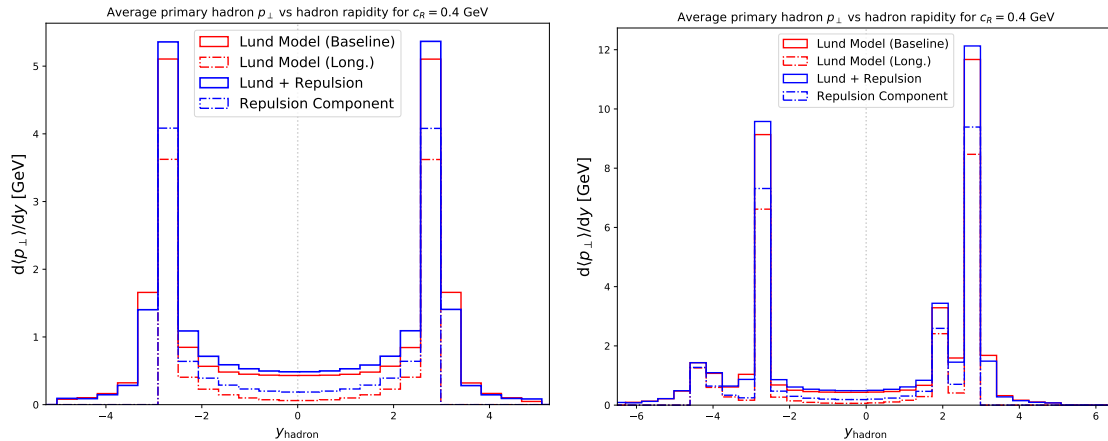 Average primary hadron p⊥ vs hadron rapidity for c_R = 0.4 GeV
Lund Model (Baseline)
Lund Model (Long.)
Lund + Repulsion
Repulsion Component
d⟨p⊥⟩/dy [GeV]
5
4
3
2
1
0
−4 −2 0 2 4
y_hadron
Average primary hadron p⊥ vs hadron rapidity for c_R = 0.4 GeV
Lund Model (Baseline)
Lund Model (Long.)
Lund + Repulsion
Repulsion Component
d⟨p⊥⟩/dy [GeV]
12
10
8
6
4
2
0
−6 −4 −2 0 2 4 6
y_hadron